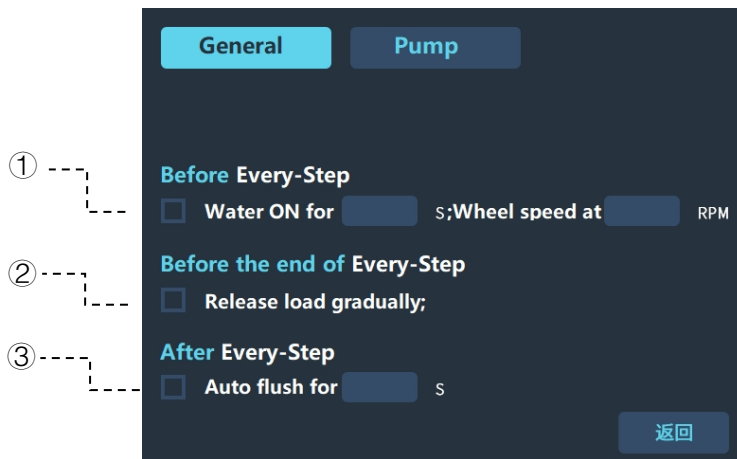 General Pump
① Before Every-Step
Water ON for S;Wheel speed at RPM
② Before the end of Every-Step
Release load gradually;
③ After Every-Step
Auto flush for S
返回